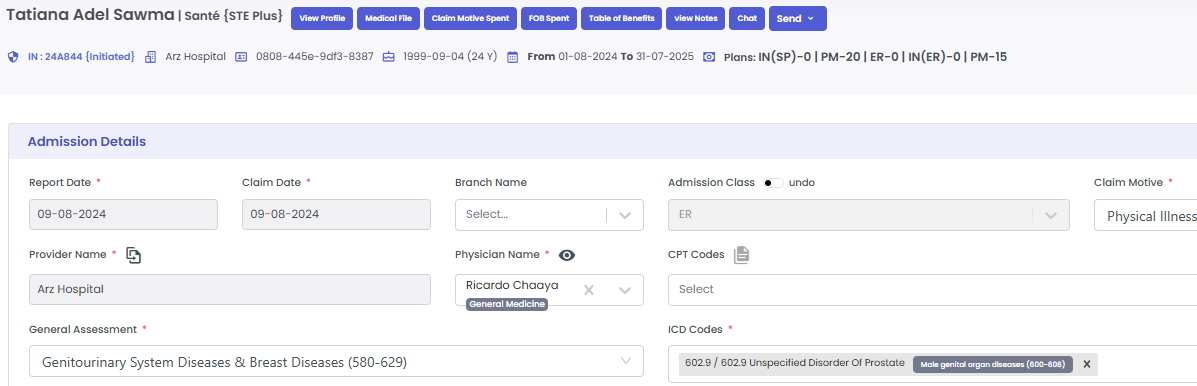 Tatiana Adel Sawma | Santé {STE Plus} View Profile Medical File Claim Motive Spent FOB Spent Table of Benefits view Notes Chat Send
IN : 24A844 {Initiated} Arz Hospital 0808-445e-9df3-8387 1999-09-04 (24 Y) From 01-08-2024 To 31-07-2025 Plans: IN(SP)-0 | PM-20 | ER-0 | IN(ER)-0 | PM-15
Admission Details
Report Date * Claim Date * Branch Name Admission Class undo Claim Motive *
09-08-2024 09-08-2024 Select... ER Physical Illness
Provider Name * Physician Name * CPT Codes
Arz Hospital Ricardo Chaaya Select
General Medicine
General Assessment * ICD Codes *
Genitourinary System Diseases & Breast Diseases (580-629) 602.9 / 602.9 Unspecified Disorder Of Prostate Male genital organ diseases (600-608) X